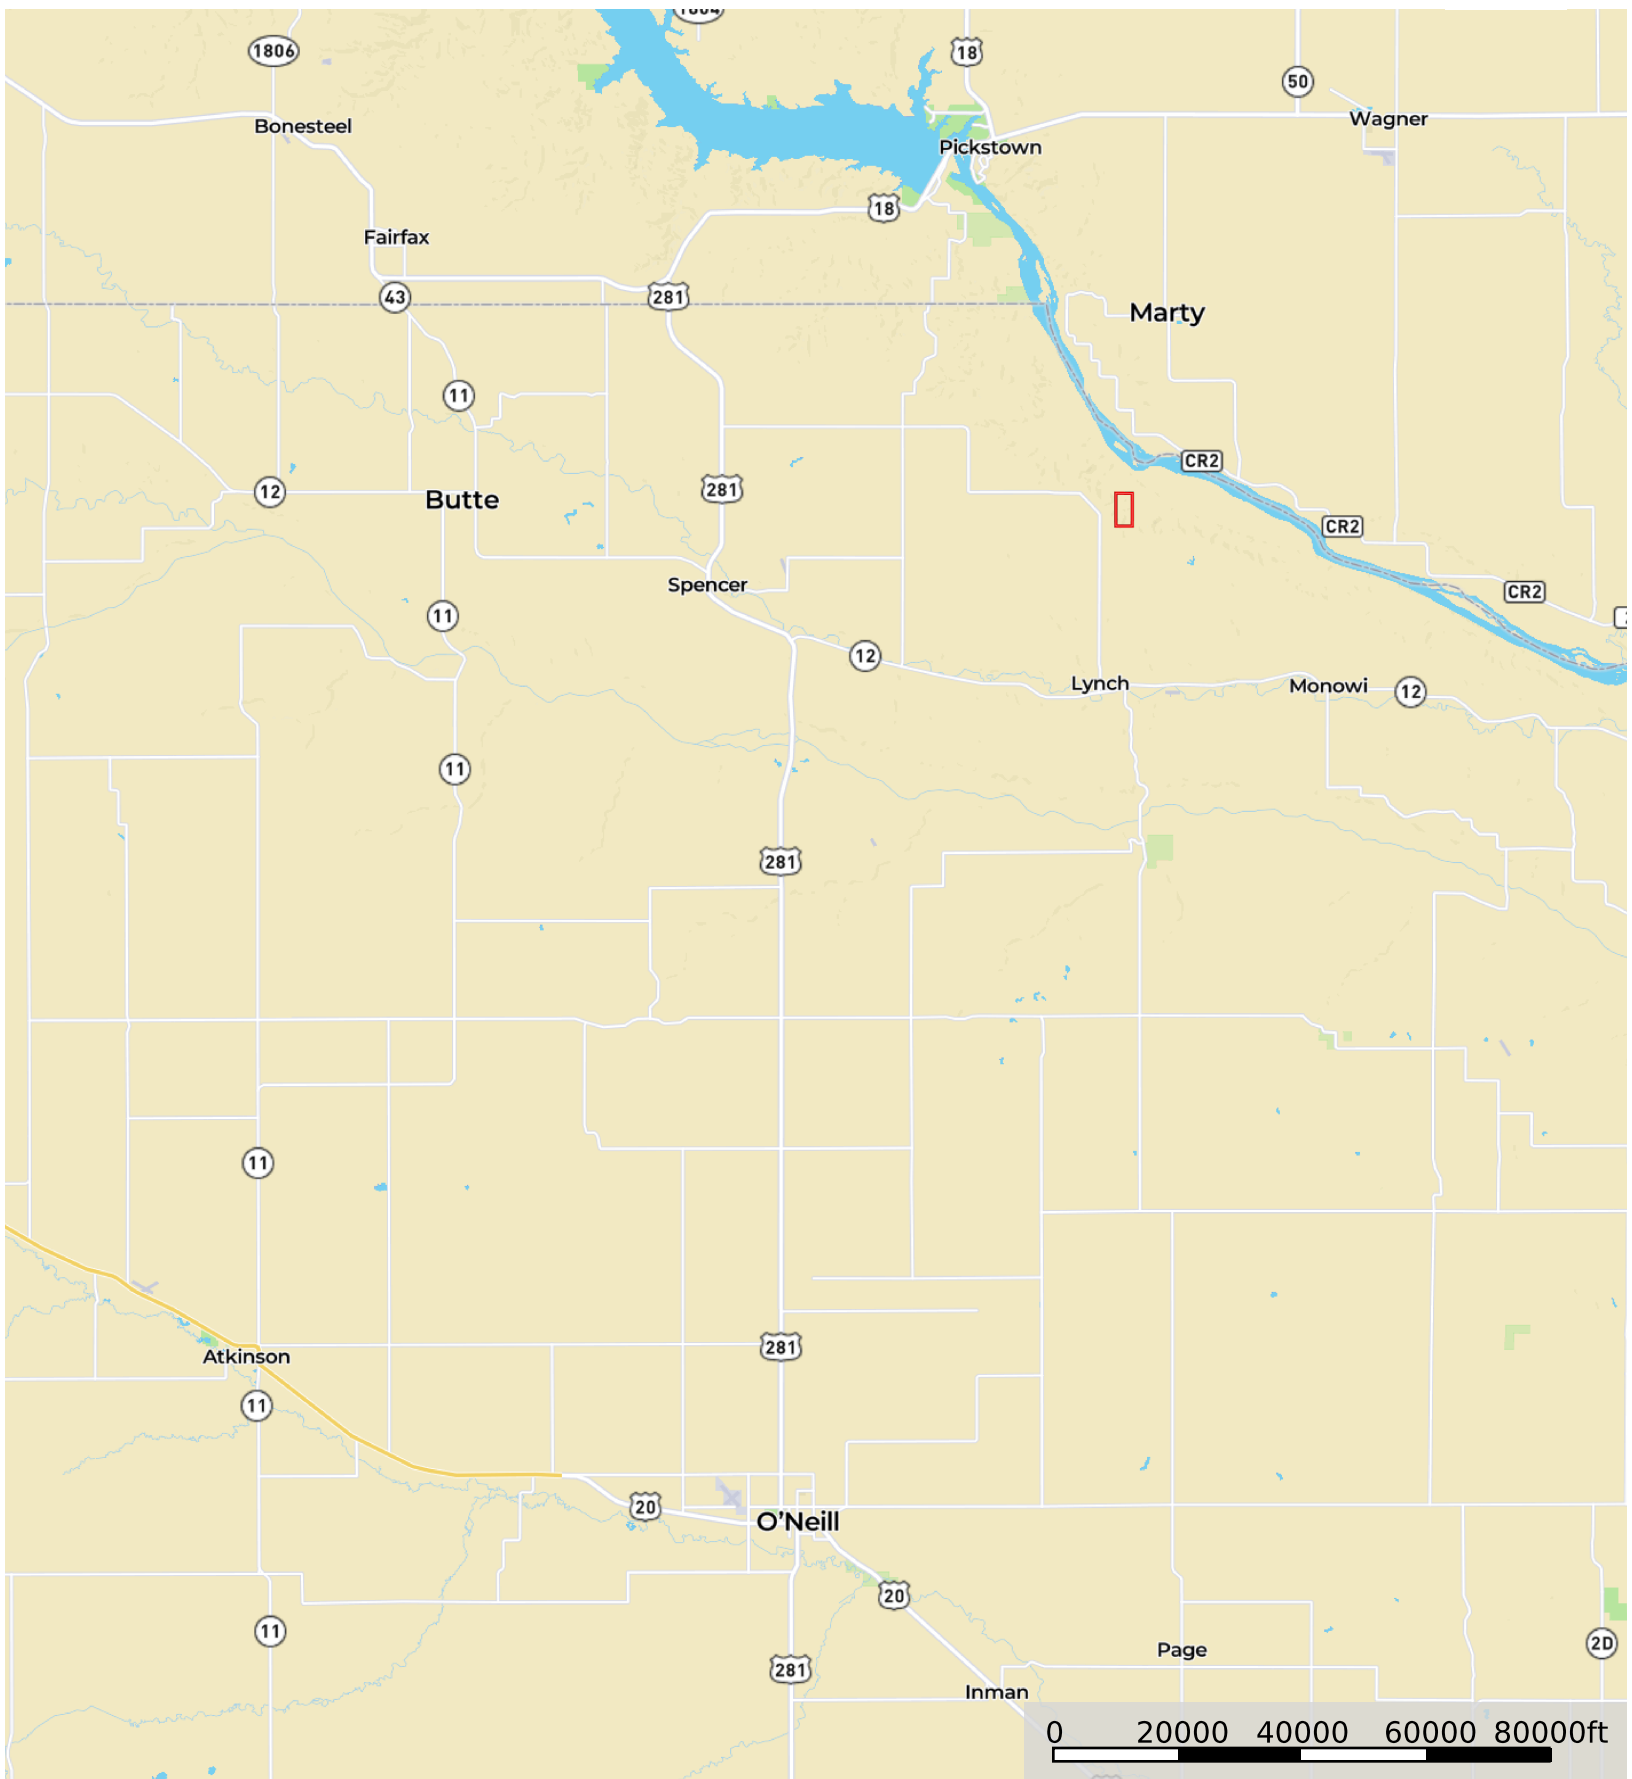 1804
1806
18
50
Bonesteel
Wagner
Pickstown
18
Fairfax
43
281
Marty
11
CR2
12
Butte
281
CR2
Spencer
CR2
11
12
Lynch
Monowi
12
11
281
11
281
Atkinson
11
20
O'Neill
20
11
2D
Page
281
Inman
0 20000 40000 60000 80000ft